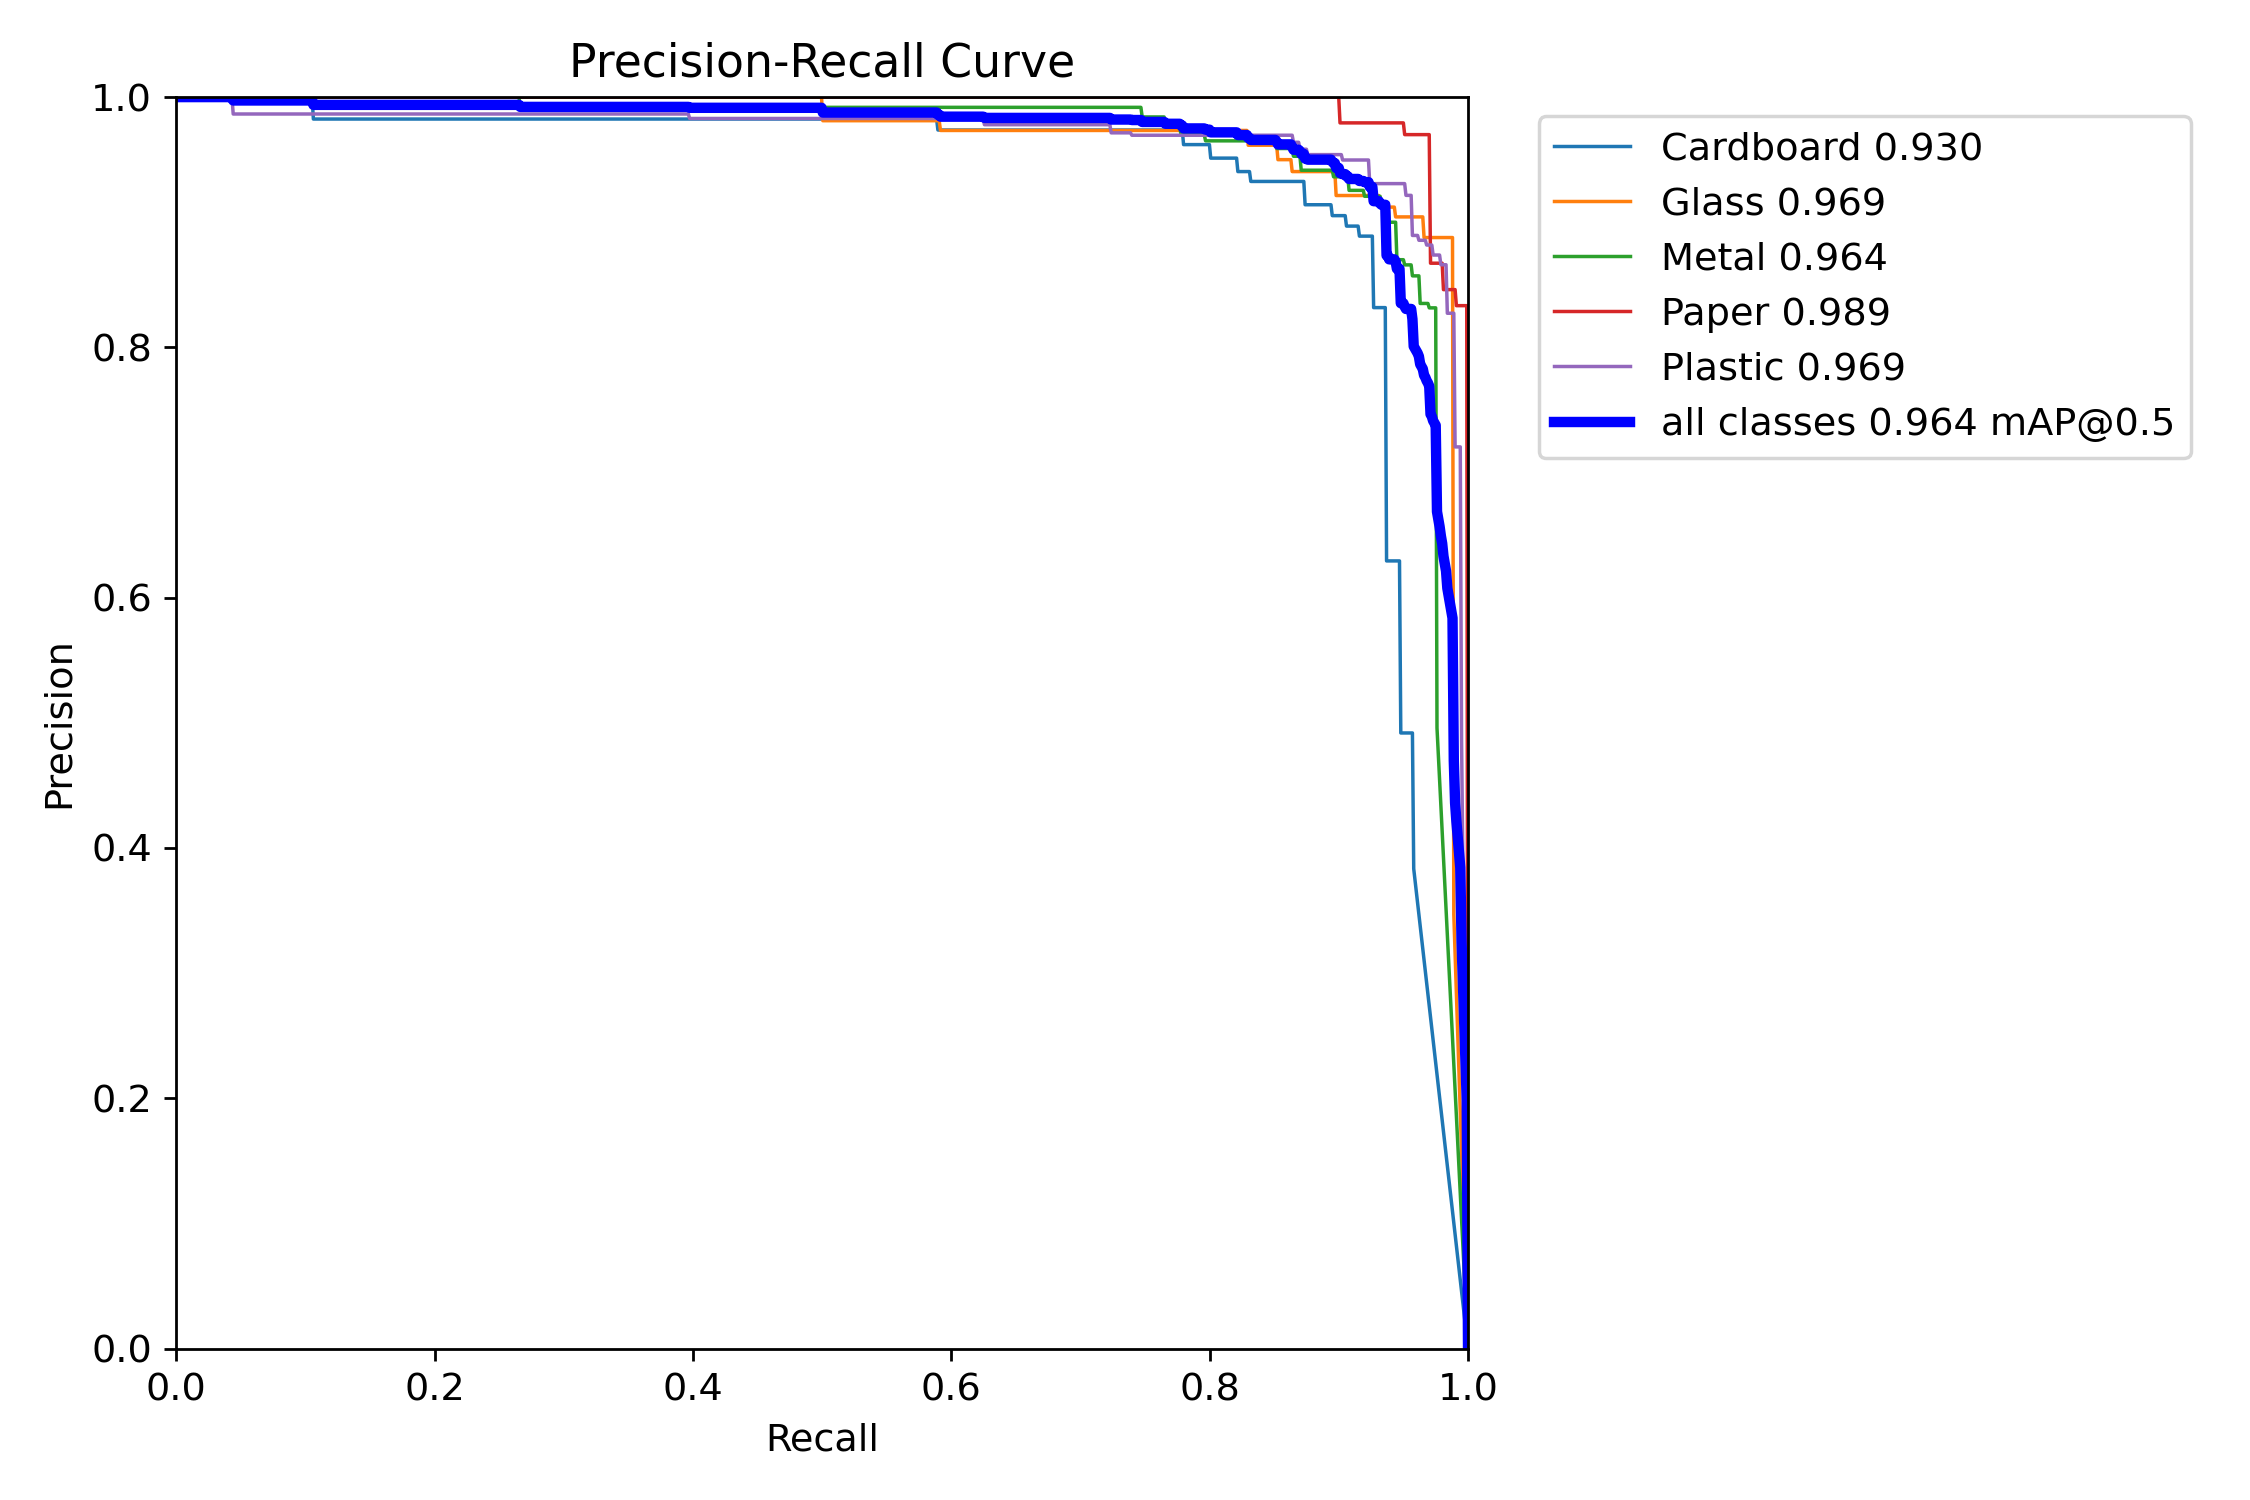 Precision-Recall Curve
1.0
0.8
0.6
0.4
0.2
0.0
Precision
0.0 0.2 0.4 0.6 0.8 1.0
Recall
Cardboard 0.930
Glass 0.969
Metal 0.964
Paper 0.989
Plastic 0.969
all classes 0.964 mAP@0.5